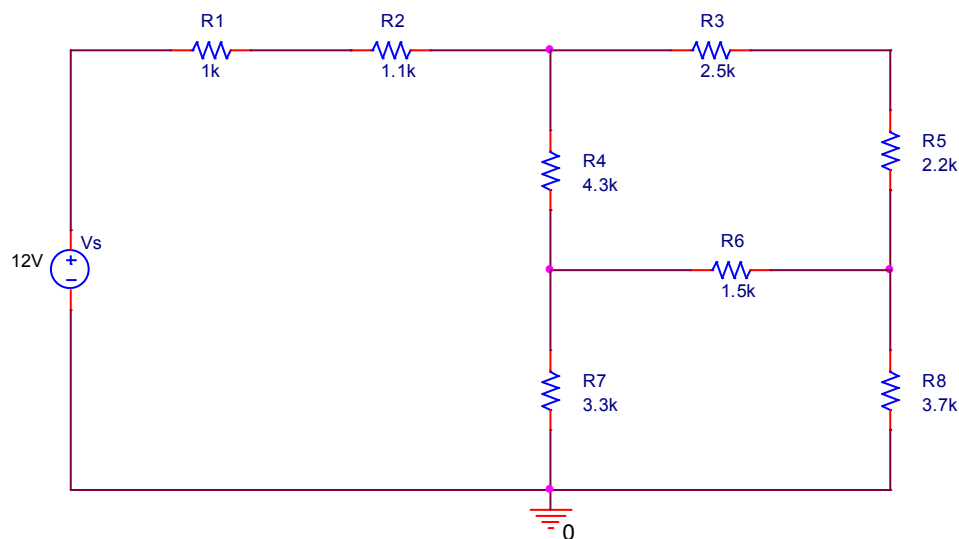 R1
1k
R2
1.1k
R3
2.5k
R4
4.3k
R5
2.2k
Vs
12V
+
−
R6
1.5k
R7
3.3k
R8
3.7k
0